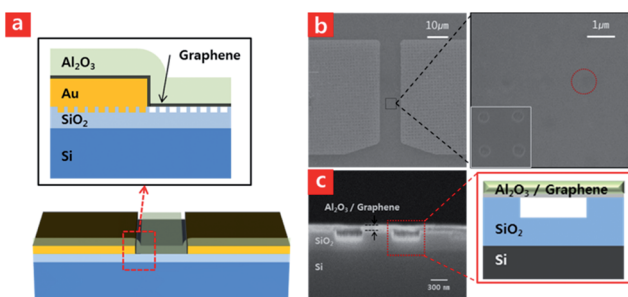 a
Al₂O₃
Graphene
Au
SiO₂
Si
b
10㎛
1㎛
c
Al₂O₃ / Graphene
SiO₂
Si
300 nm
Al₂O₃ / Graphene
SiO₂
Si